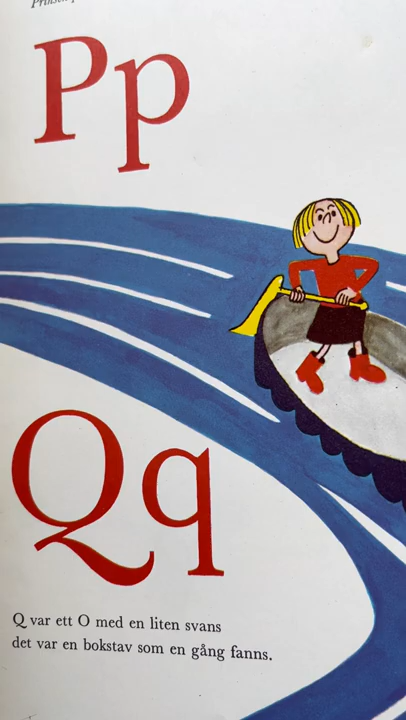 Pp
Qq
Q var ett O med en liten svans
det var en bokstav som en gång fanns.